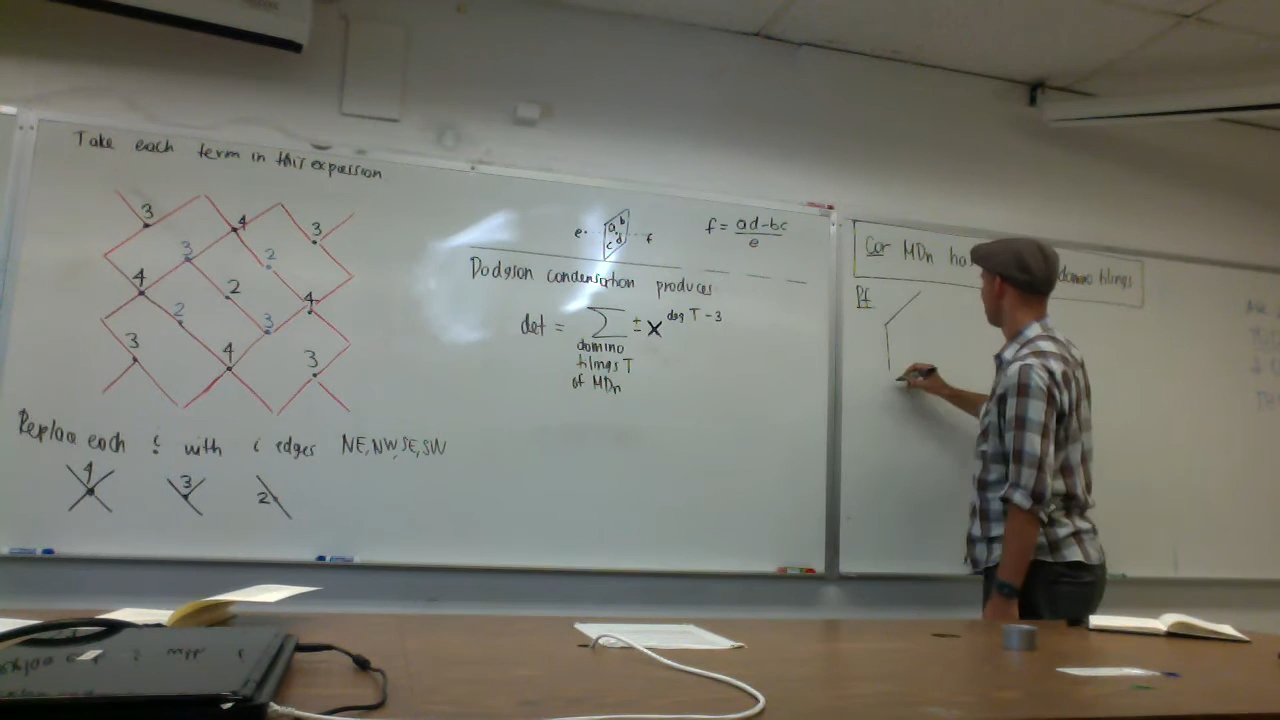 Take each term in this expression
3
4
3
3
2
4
2
4
2
3
3
4
3
Replace each i with i edges NE, NW, SE, SW
4
3
2
e
a b
c d
f
f = ad-bc / e
Dodgson condensation produces
det = ∑ ± x^deg T - 3
domino
tilings T
of MDn
Cor MDn ha domino tilings
Pf